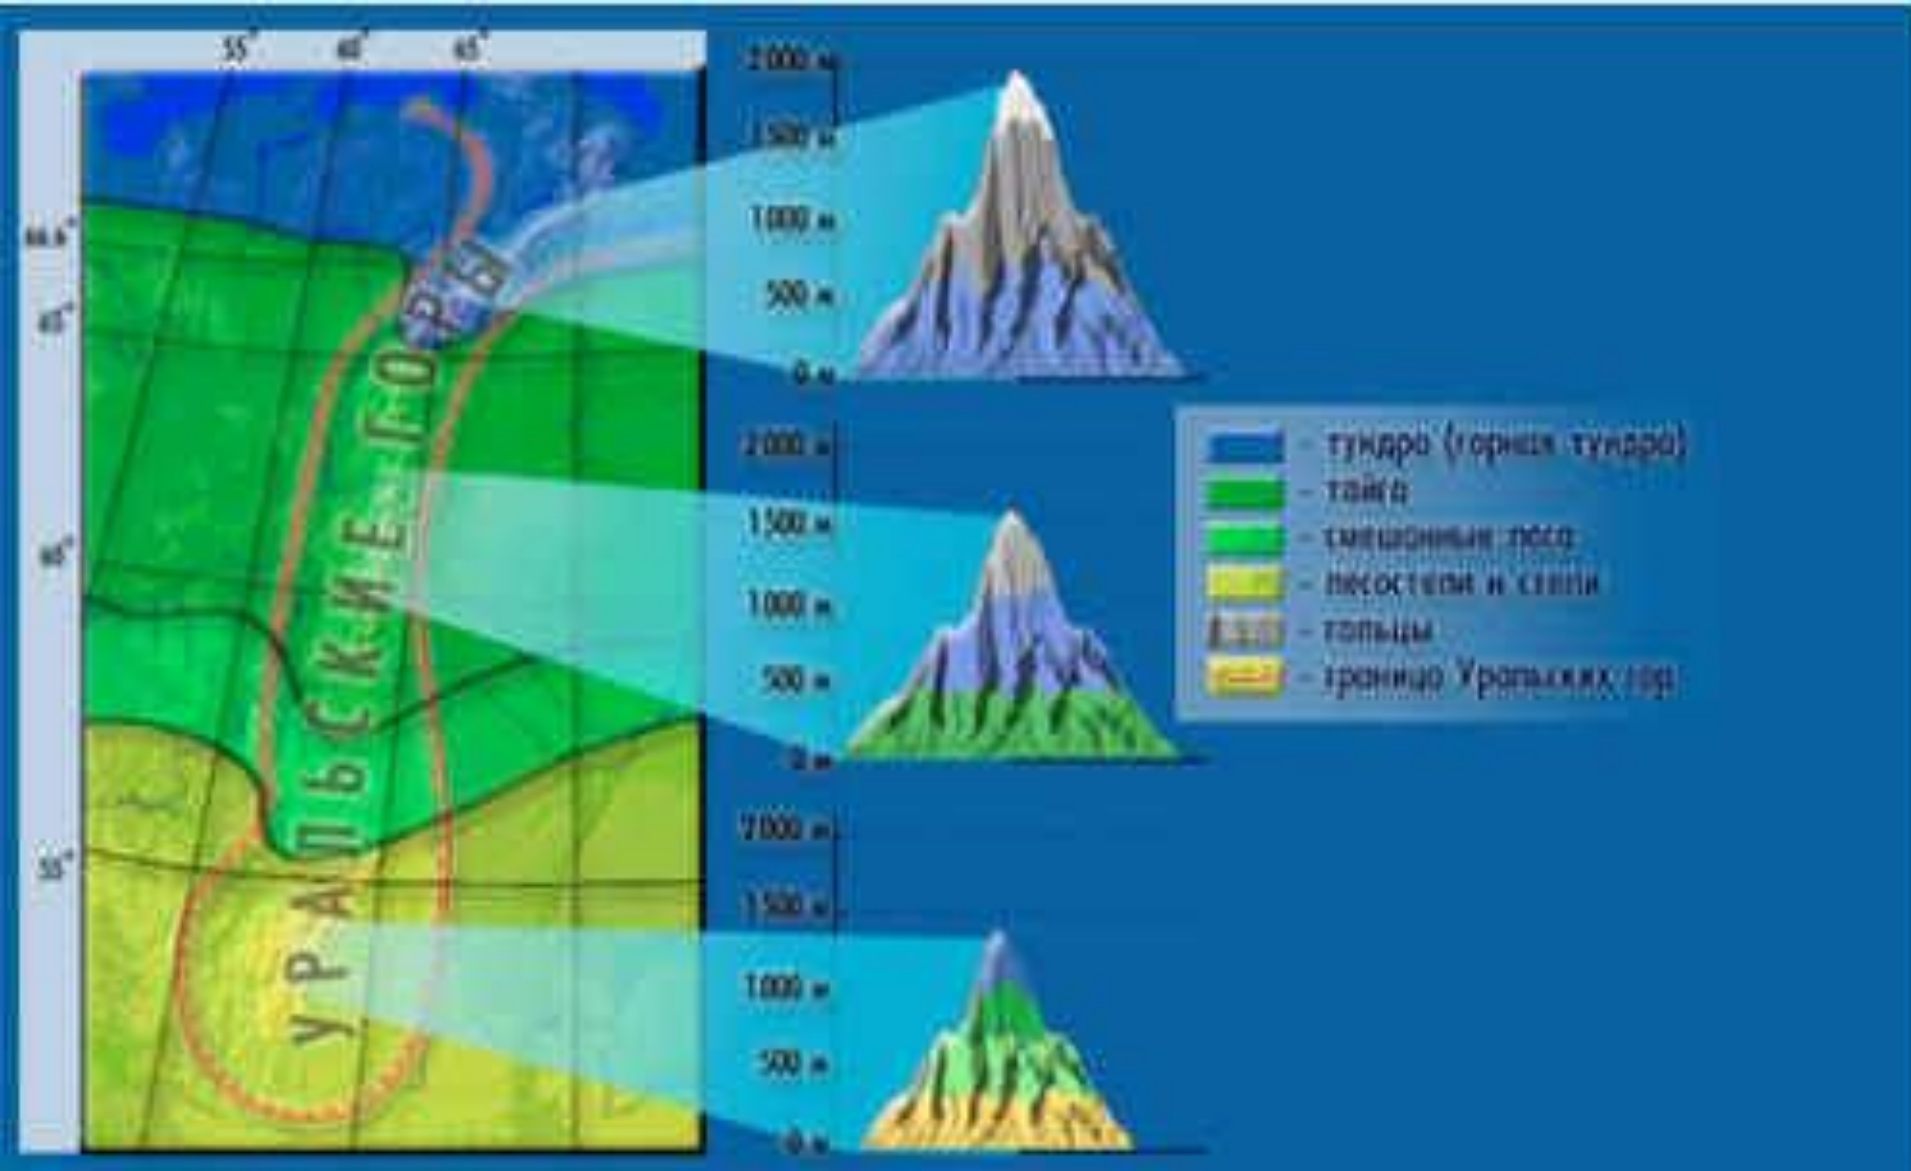 55° 60° 65°
66.6°
65°
60°
55°
УРАЛЬСКИЕ ГОРЫ
2000 м
1500 м
1000 м
500 м
0 м
2000 м
1500 м
1000 м
500 м
0 м
2000 м
1500 м
1000 м
500 м
0 м
- тундра (горная тундра)
- тайга
- смешанные леса
- лесостепи и степи
- гольцы
- граница Уральских гор